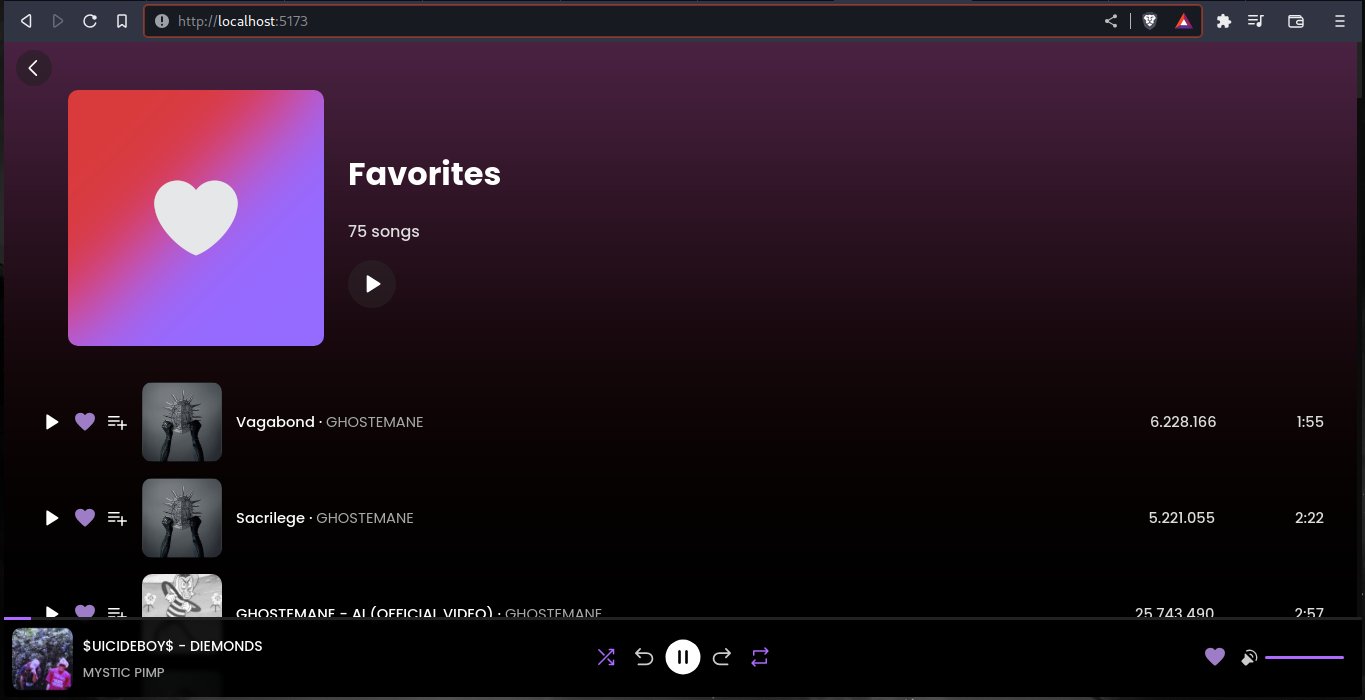 http://localhost:5173
Favorites
75 songs
Vagabond · GHOSTEMANE 6.228.166 1:55
Sacrilege · GHOSTEMANE 5.221.055 2:22
GHOSTEMANE - AI (OFFICIAL VIDEO) · GHOSTEMANE 25.743.490 2:57
$UICIDEBOY$ - DIEMONDS
MYSTIC PIMP